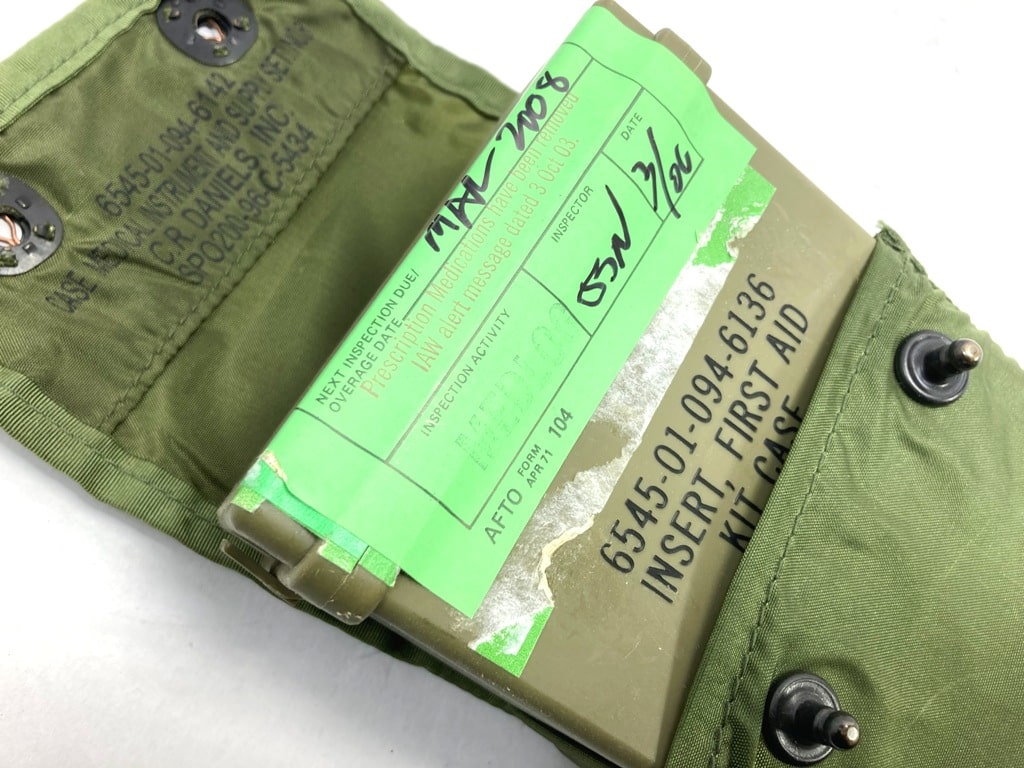 6545-01-094-6142
CASE MEDICAL INSTRUMENT AND SUPPLY SETNSP
C.R. DANIELS, INC
SPO200-96-C-5434
NEXT INSPECTION DUE/
OVERAGE DATE
MAR 2008
Prescription Medications have been removed
IAW alert message dated 3 Oct 03.
INSPECTION ACTIVITY
MEDLOG
INSPECTOR
DATE
3/06
AFTO FORM 104
APR 71
6545-01-094-6136
INSERT, FIRST AID
KIT CASE